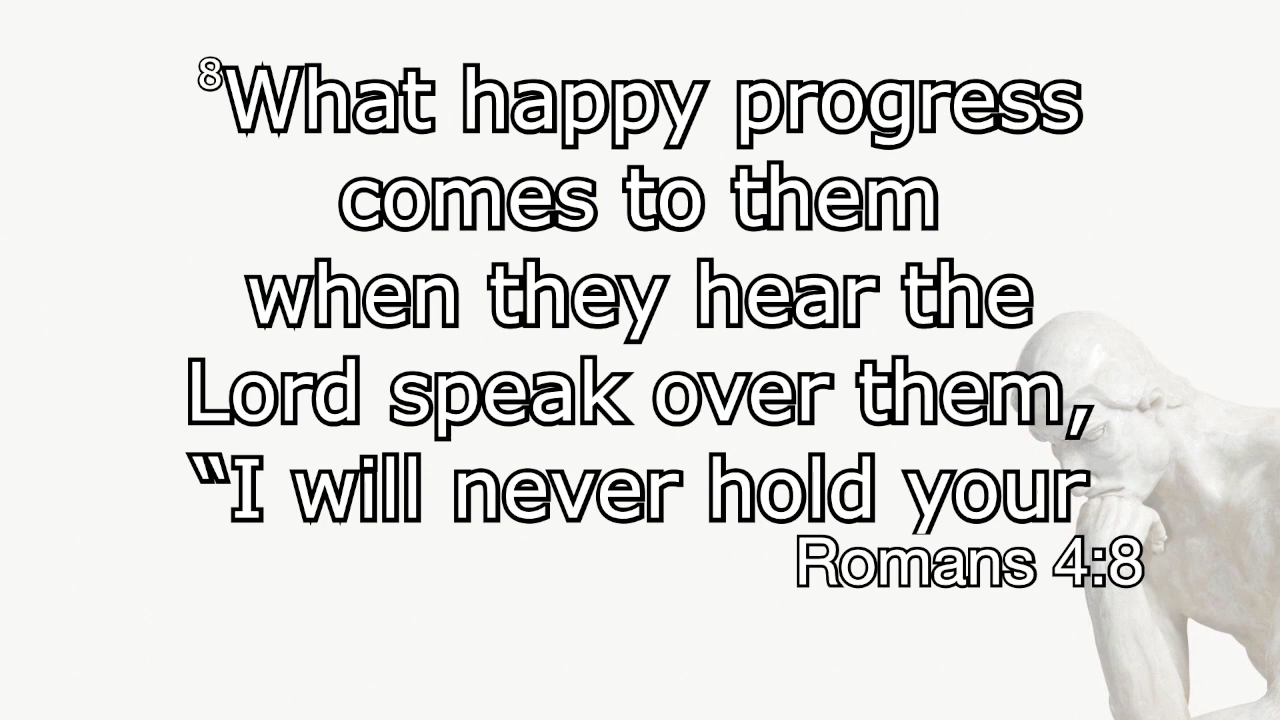 ⁸What happy progress
comes to them
when they hear the
Lord speak over them,
“I will never hold your
Romans 4:8